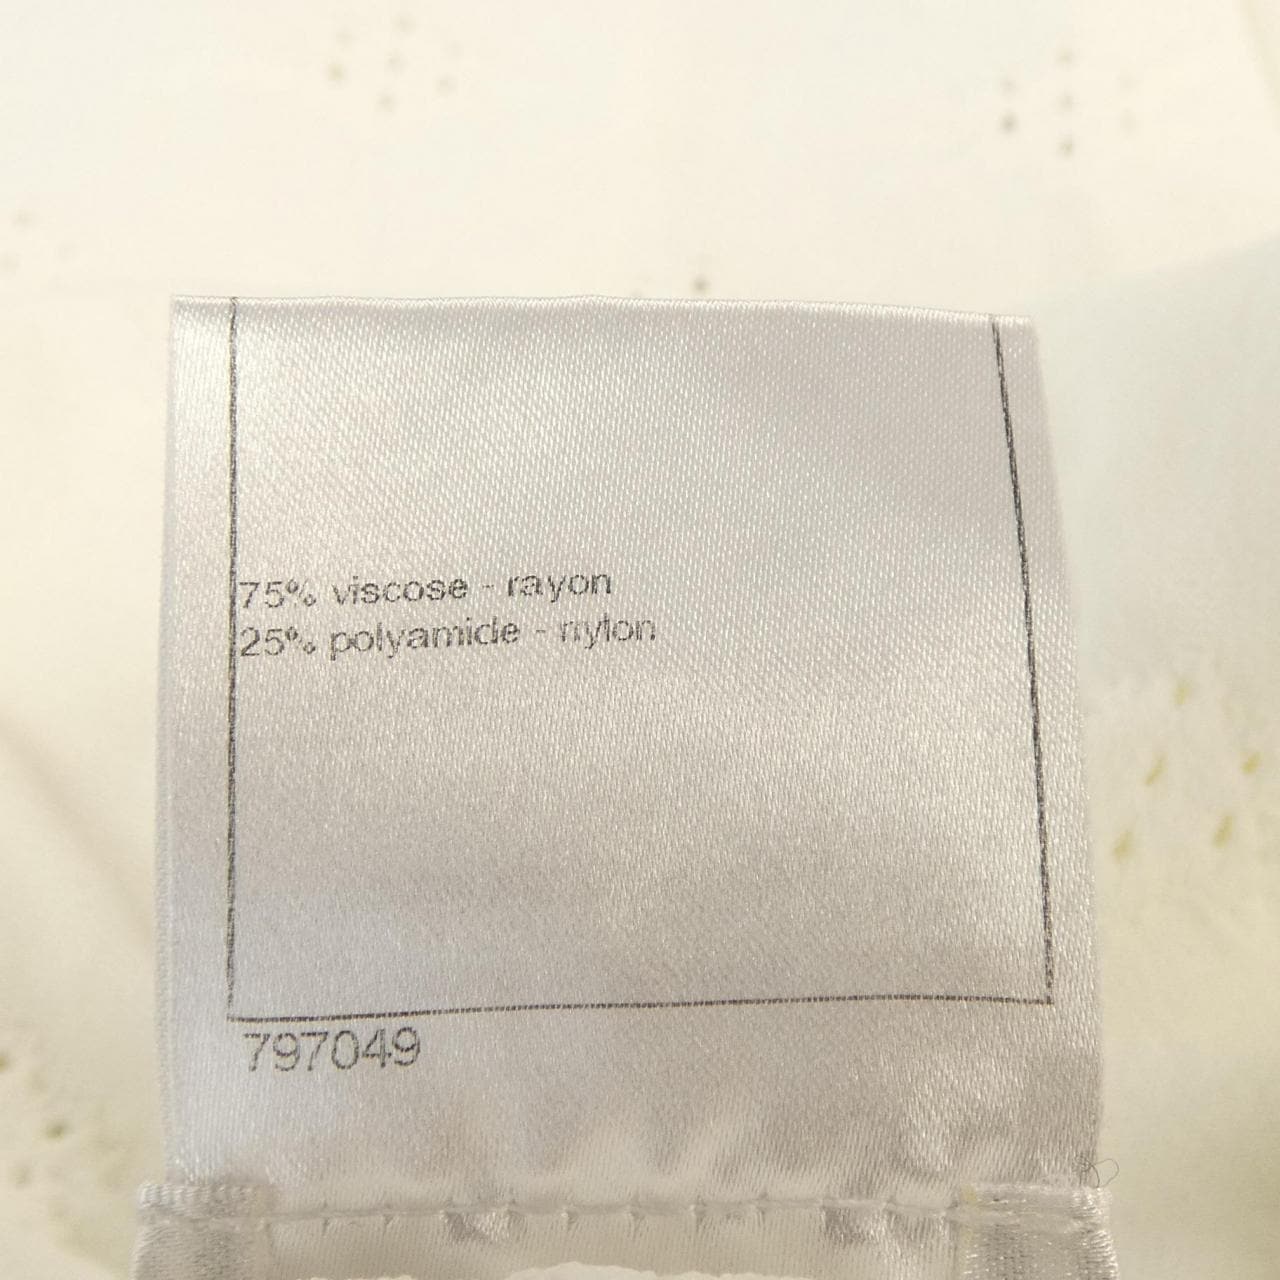 75% viscose - rayon
25% polyamide - nylon
797049